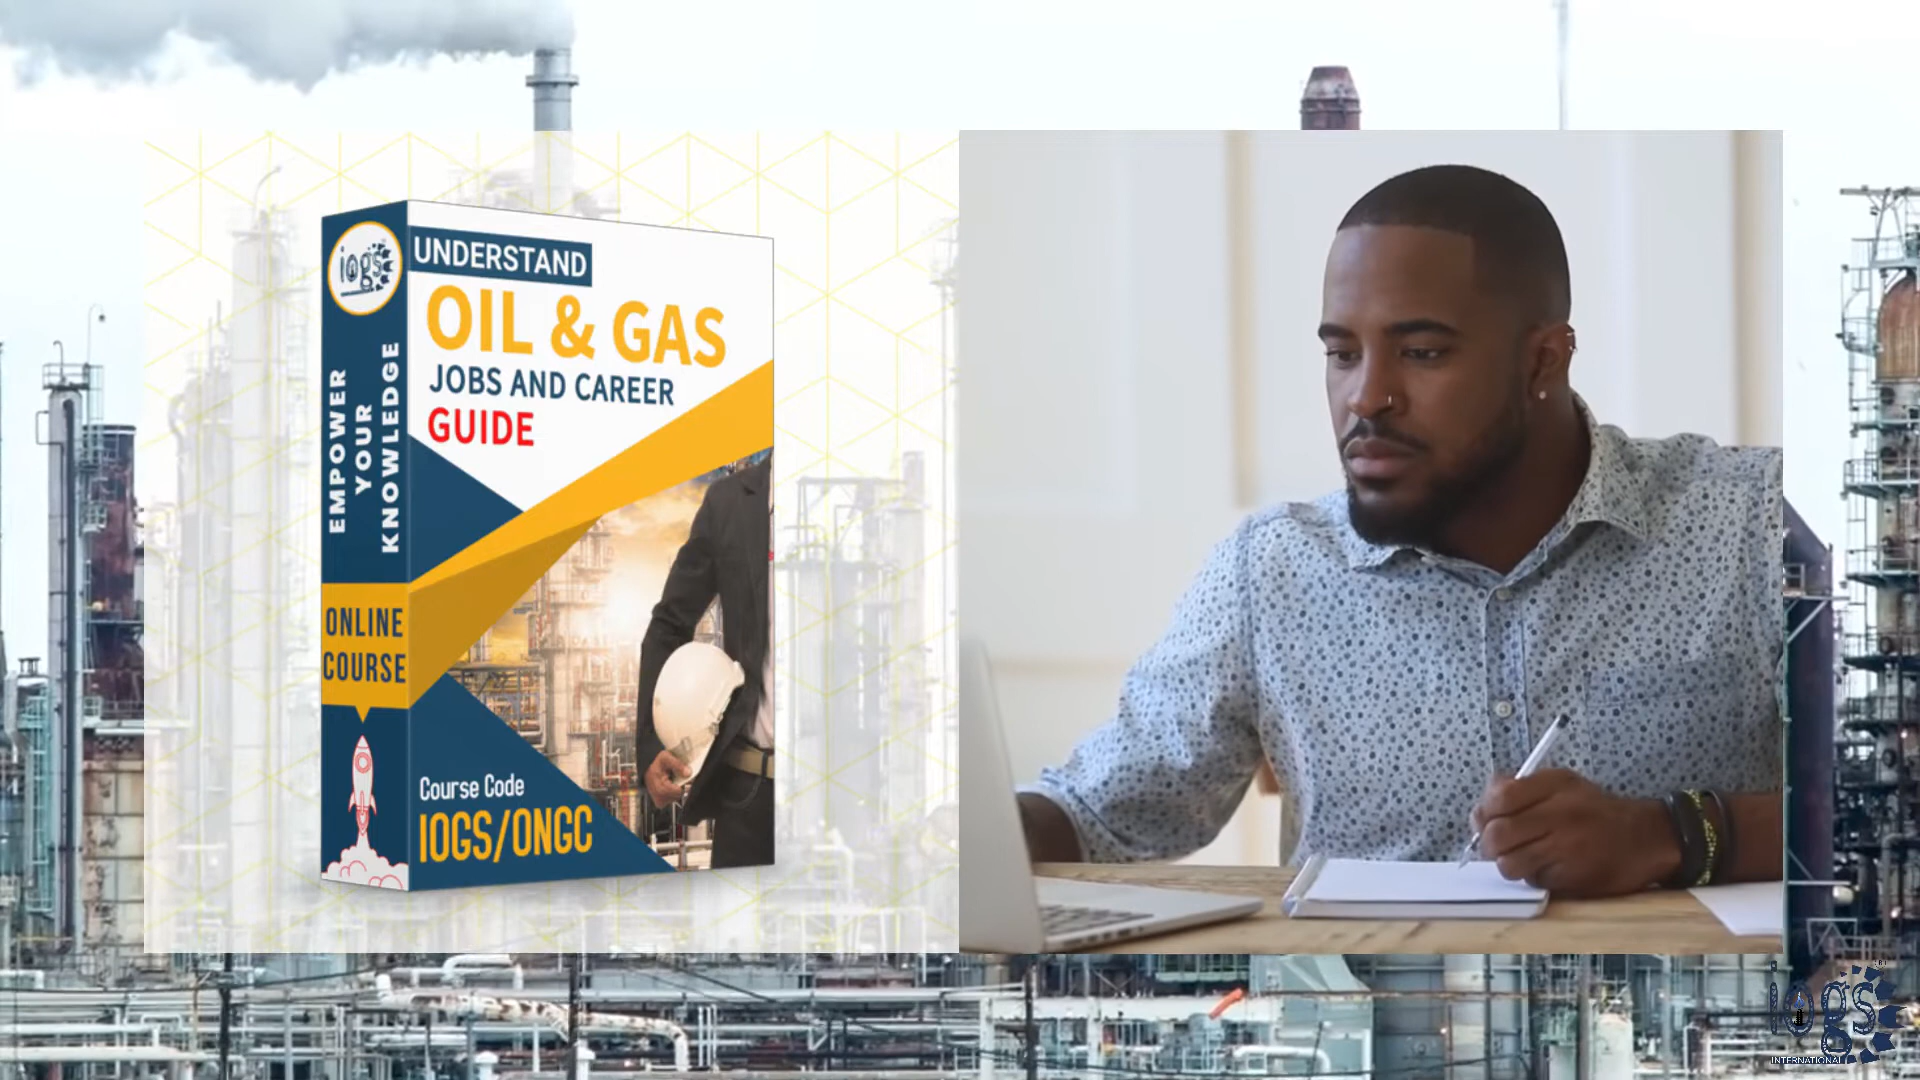 iogs
EMPOWER
YOUR
KNOWLEDGE
ONLINE
COURSE
UNDERSTAND
OIL & GAS
JOBS AND CAREER
GUIDE
Course Code
IOGS/ONGC
iogs
INTERNATIONAL